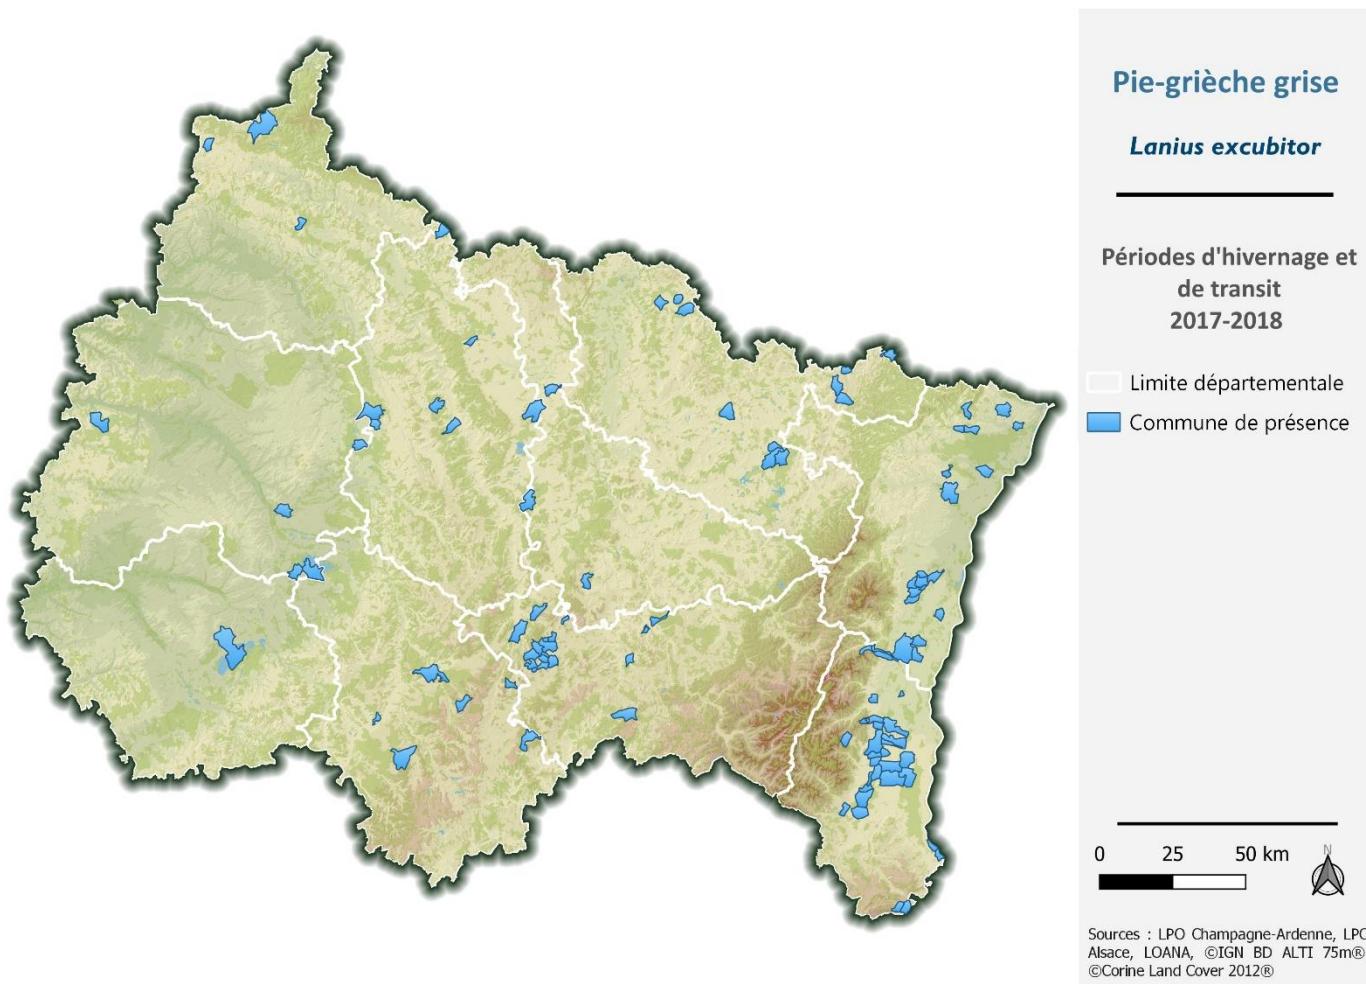 Pie-grièche grise
Lanius excubitor
Périodes d'hivernage et
de transit
2017-2018
Limite départementale
Commune de présence
0 25 50 km
N
Sources : LPO Champagne-Ardenne, LPO
Alsace, LOANA, ©IGN BD ALTI 75m®
©Corine Land Cover 2012®